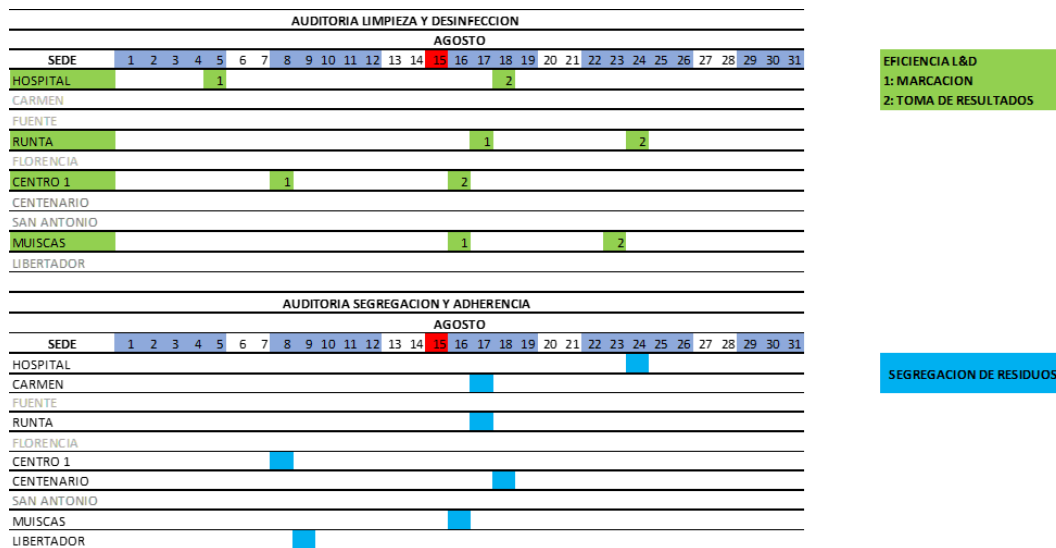 AUDITORIA LIMPIEZA Y DESINFECCION
AGOSTO
SEDE 1 2 3 4 5 6 7 8 9 10 11 12 13 14 15 16 17 18 19 20 21 22 23 24 25 26 27 28 29 30 31
HOSPITAL 1 2
CARMEN
FUENTE
RUNTA 1 2
FLORENCIA
CENTRO 1 1 2
CENTENARIO
SAN ANTONIO
MUISCAS 1 2
LIBERTADOR
EFICIENCIA L&D
1: MARCACION
2: TOMA DE RESULTADOS
AUDITORIA SEGREGACION Y ADHERENCIA
AGOSTO
SEDE 1 2 3 4 5 6 7 8 9 10 11 12 13 14 15 16 17 18 19 20 21 22 23 24 25 26 27 28 29 30 31
HOSPITAL
CARMEN
FUENTE
RUNTA
FLORENCIA
CENTRO 1
CENTENARIO
SAN ANTONIO
MUISCAS
LIBERTADOR
SEGREGACION DE RESIDUOS